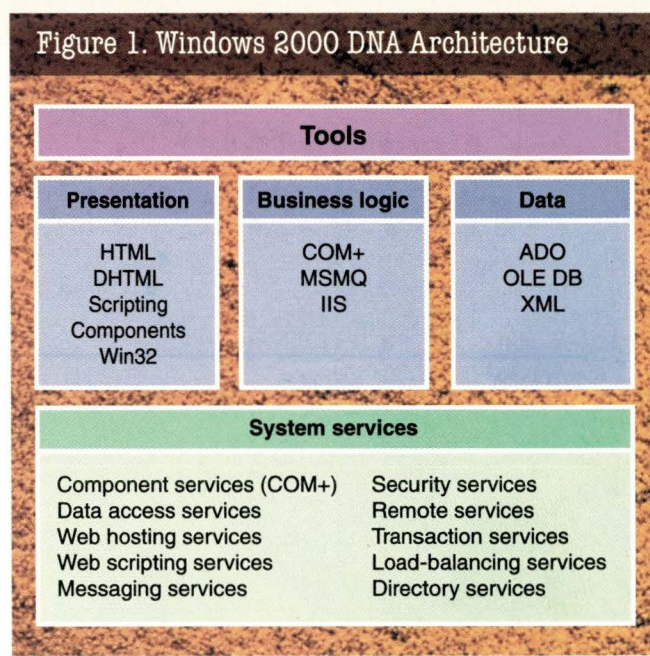 Figure 1. Windows 2000 DNA Architecture
Tools
Presentation
HTML
DHTML
Scripting
Components
Win32
Business logic
COM+
MSMQ
IIS
Data
ADO
OLE DB
XML
System services
Component services (COM+)
Data access services
Web hosting services
Web scripting services
Messaging services
Security services
Remote services
Transaction services
Load-balancing services
Directory services